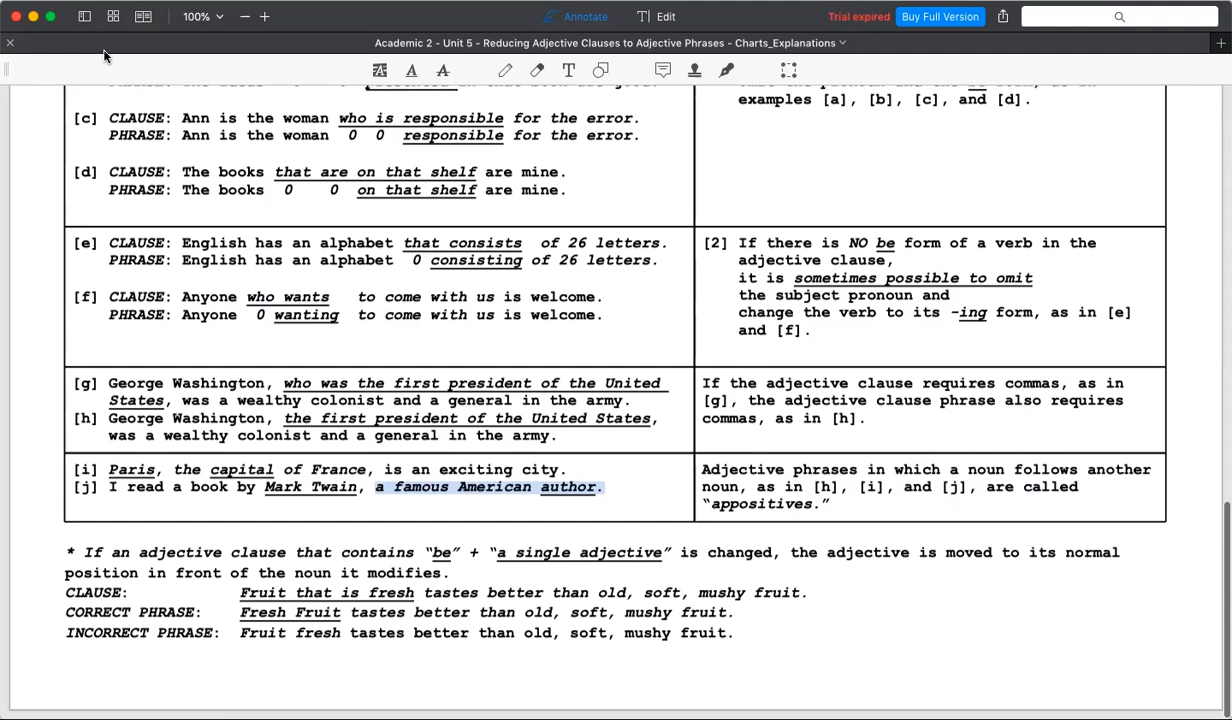 100%
Annotate
Edit
Trial expired
Buy Full Version
Academic 2 - Unit 5 - Reducing Adjective Clauses to Adjective Phrases - Charts_Explanations
examples [a], [b], [c], and [d].
[c] CLAUSE: Ann is the woman who is responsible for the error.
PHRASE: Ann is the woman 0 0 responsible for the error.
[d] CLAUSE: The books that are on that shelf are mine.
PHRASE: The books 0 0 on that shelf are mine.
[e] CLAUSE: English has an alphabet that consists of 26 letters.
PHRASE: English has an alphabet 0 consisting of 26 letters.
[f] CLAUSE: Anyone who wants to come with us is welcome.
PHRASE: Anyone 0 wanting to come with us is welcome.
[2] If there is NO be form of a verb in the
adjective clause,
it is sometimes possible to omit
the subject pronoun and
change the verb to its -ing form, as in [e]
and [f].
[g] George Washington, who was the first president of the United
States, was a wealthy colonist and a general in the army.
[h] George Washington, the first president of the United States,
was a wealthy colonist and a general in the army.
If the adjective clause requires commas, as in
[g], the adjective clause phrase also requires
commas, as in [h].
[i] Paris, the capital of France, is an exciting city.
[j] I read a book by Mark Twain, a famous American author.
Adjective phrases in which a noun follows another
noun, as in [h], [i], and [j], are called
“appositives.”
* If an adjective clause that contains “be” + “a single adjective” is changed, the adjective is moved to its normal
position in front of the noun it modifies.
CLAUSE: Fruit that is fresh tastes better than old, soft, mushy fruit.
CORRECT PHRASE: Fresh Fruit tastes better than old, soft, mushy fruit.
INCORRECT PHRASE: Fruit fresh tastes better than old, soft, mushy fruit.